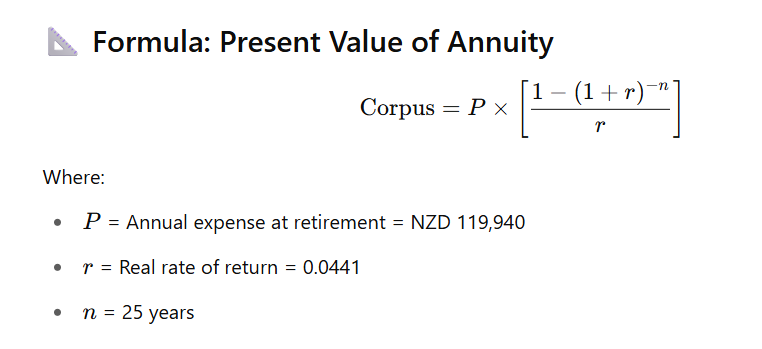 📐 Formula: Present Value of Annuity
Corpus = P × [1 − (1 + r)⁻ⁿ / r]
Where:
• P = Annual expense at retirement = NZD 119,940
• r = Real rate of return = 0.0441
• n = 25 years